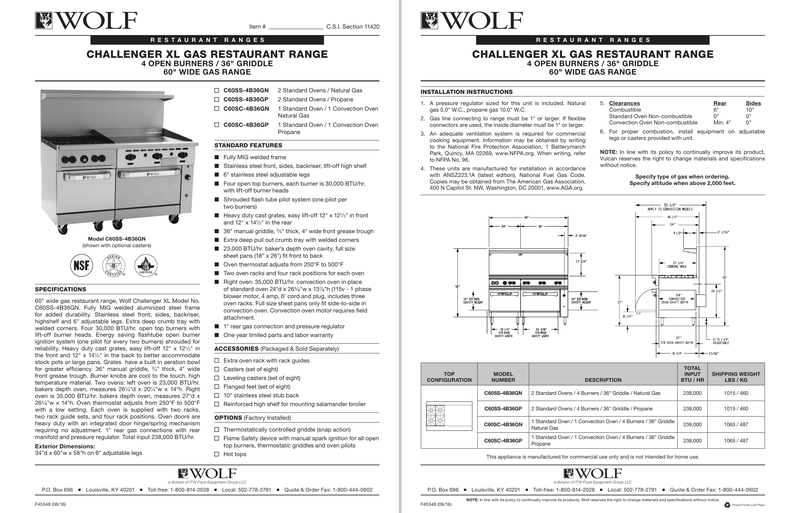 WOLF
Item # C.S.I. Section 11420
RESTAURANT RANGES
CHALLENGER XL GAS RESTAURANT RANGE
4 OPEN BURNERS / 36" GRIDDLE
60" WIDE GAS RANGE
Model C60SS-4B36GN
(shown with optional casters)
NSF
SPECIFICATIONS
60" wide gas restaurant range, Wolf Challenger XL Model No.
C60SS-4B36GN. Fully MIG welded aluminized steel frame
for added durability. Stainless steel front, sides, backriser,
highshelf and 6" adjustable legs. Extra deep crumb tray with
welded corners. Four 30,000 BTU/hr. open top burners with
lift-off burner heads. Energy saving flashtube open burner
ignition system (one pilot for every two burners) shrouded for
reliability. Heavy duty cast grates, easy lift-off 12" x 12½" in
the front and 12" x 14½" in the back to better accommodate
stock pots or large pans. Grates have a built in aeration bowl
for greater efficiency. 36" manual griddle, ⅞" thick, 4" wide
front grease trough. Burner knobs are cool to the touch, high
temperature material. Two ovens: left oven is 23,000 BTU/hr.
bakers depth oven, measures
oven is 35,000 BTU/hr. bakers depth oven, measures 27"d x
Oven thermostat adjusts from 250°F to 500°F
with a low setting. Each oven is supplied with two racks,
two rack guide sets, and four rack positions. Oven doors are
heavy duty with an integrated door hinge/spring mechanism
requiring no adjustment. 1" rear gas connections with rear
manifold and pressure regulator. Total input 238,000 BTU/hr.
Exterior Dimensions:
34"d x 60"w x 58"h on 6" adjustable legs
☐ C60SS-4B36GN 2 Standard Ovens / Natural Gas
☐ C60SS-4B36GP 2 Standard Ovens / Propane
☐ C60SC-4B36GN 1 Standard Oven / 1 Convection Oven
Natural Gas
☐ C60SC-4B36GP 1 Standard Oven / 1 Convection Oven
Propane
STANDARD FEATURES
■ Fully MIG welded frame
■ Stainless steel front, sides, backriser, lift-off high shelf
■ 6" stainless steel adjustable legs
■ Four open top burners, each burner is 30,000 BTU/hr.
with lift-off burner heads
■ Shrouded flash tube pilot system (one pilot per
two burners)
■ Heavy duty cast grates, easy lift-off 12" x 12½" in front
and 12" x 14½" in the rear
■ 36" manual griddle, ⅞" thick, 4" wide front grease trough
■ Extra deep pull out crumb tray with welded corners
■ 23,000 BTU/hr. baker's depth oven cavity, full size
sheet pans (18" x 26") fit front to back
■ Oven thermostat adjusts from 250°F to 500°F
■ Two oven racks and four rack positions for each oven
■ Right oven: 35,000 BTU/hr. convection oven in place
of standard oven (115v - 1 phase
blower motor, 4 amp, 6' cord and plug, includes three
oven racks. Full size sheet pans only fit side-to-side in
convection oven. Convection oven motor requires field
attachment.
■ 1" rear gas connection and pressure regulator
■ One year limited parts and labor warranty
ACCESSORIES (Packaged & Sold Separately)
☐ Extra oven rack with rack guides
☐ Casters (set of eight)
☐ Leveling casters (set of eight)
☐ Flanged feet (set of eight)
☐ 10" stainless steel stub back
☐ Reinforced high shelf for mounting salamander broiler
OPTIONS (Factory Installed)
☐ Thermostatically controlled griddle (snap action)
☐ Flame Safety device with manual spark ignition for all open
top burners, thermostatic griddles and oven pilots
☐ Hot tops
WOLF
a division of ITW Food Equipment Group LLC
P.O. Box 696 ■ Louisville, KY 40201 ■ Toll-free: 1-800-814-2028 ■ Local: 502-778-2791 ■ Quote & Order Fax: 1-800-444-0602
F45348 (06/16)
WOLF
RESTAURANT RANGES
CHALLENGER XL GAS RESTAURANT RANGE
4 OPEN BURNERS / 36" GRIDDLE
60" WIDE GAS RANGE
INSTALLATION INSTRUCTIONS
1. A pressure regulator sized for this unit is included. Natural
gas 5.0" W.C., propane gas 10.0" W.C.
2. Gas line connecting to range must be 1" or larger. If flexible
connectors are used, the inside diameter must be 1" or larger.
3. An adequate ventilation system is required for commercial
cooking equipment. Information may be obtained by writing
to the National Fire Protection Association, 1 Batterymarch
Park, Quincy, MA 02269, www.NFPA.org. When writing, refer
to NFPA No. 96.
4. These units are manufactured for installation in accordance
with ANSZ223.1A (latest edition), National Fuel Gas Code.
Copies may be obtained from The American Gas Association,
400 N Capitol St. NW, Washington, DC 20001, www.AGA.org.
5. Clearances Rear Sides
Combustible 6" 10"
Standard Oven Non-combustible 0" 0"
Convection Oven Non-combustible Min. 4" 0"
6. For proper combustion, install equipment on adjustable
legs or casters provided with unit.
NOTE: In line with its policy to continually improve its product,
Vulcan reserves the right to change materials and specifications
without notice.
Specify type of gas when ordering.
Specify altitude when above 2,000 feet.
TOP CONFIGURATION MODEL NUMBER DESCRIPTION TOTAL INPUT BTU / HR SHIPPING WEIGHT LBS / KG
C60SS-4B36GN 2 Standard Ovens / 4 Burners / 36" Griddle / Natural Gas 238,000 1015 / 460
C60SS-4B36GP 2 Standard Ovens / 4 Burners / 36" Griddle / Propane 238,000 1015 / 460
C60SC-4B36GN 1 Standard Oven / 1 Convection Oven / 4 Burners / 36" Griddle Natural Gas 238,000 1065 / 487
C60SC-4B36GP 1 Standard Oven / 1 Convection Oven / 4 Burners / 36" Griddle Propane 238,000 1065 / 487
This appliance is manufactured for commercial use only and is not intended for home use.
WOLF
a division of ITW Food Equipment Group LLC
P.O. Box 696 ■ Louisville, KY 40201 ■ Toll-free: 1-800-814-2028 ■ Local: 502-778-2791 ■ Quote & Order Fax: 1-800-444-0602
NOTE: In line with its policy to continually improve its products, Wolf reserves the right to change materials and specifications without notice.
F45348 (06/16)
Printed On Recycled Paper